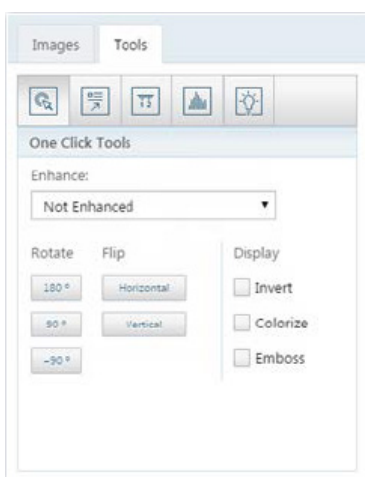 Images Tools
One Click Tools
Enhance:
Not Enhanced
Rotate Flip Display
180 º Horizontal Invert
90 º Vertical Colorize
-90 º Emboss